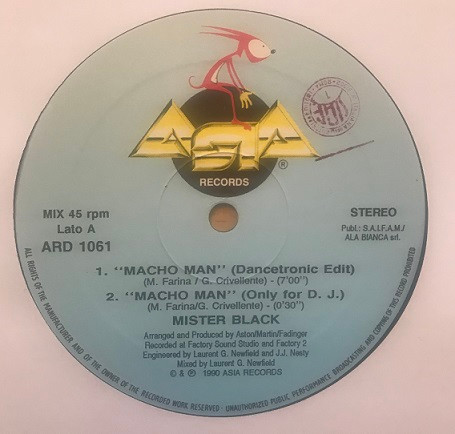 ASIA
®
RECORDS
MIX 45 rpm
Lato A
ARD 1061
STEREO
Publ.: S.A.I.F.A.M./
ALA BIANCA srl.
1. "MACHO MAN" (Dancetronic Edit)
(M. Farina / G. Crivellente) - (7'00")
2. "MACHO MAN" (Only for D. J.)
(M. Farina/G. Crivellente) - (0'30")
MISTER BLACK
Arranged and Produced by Aston/Martin/Fadinger
Recorded at Factory Sound Studio and Factory 2
Engineered by Laurent G. Newfield and J.J. Nesty
Mixed by Laurent G. Newfield
© & ℗ 1990 ASIA RECORDS
ALL RIGHTS OF THE MANUFACTURER AND OF THE OWNER OF THE RECORDED WORK RESERVED · UNAUTHORIZED PUBLIC PERFORMANCE, BROADCASTING AND COPYING OF THIS RECORD PROHIBITED